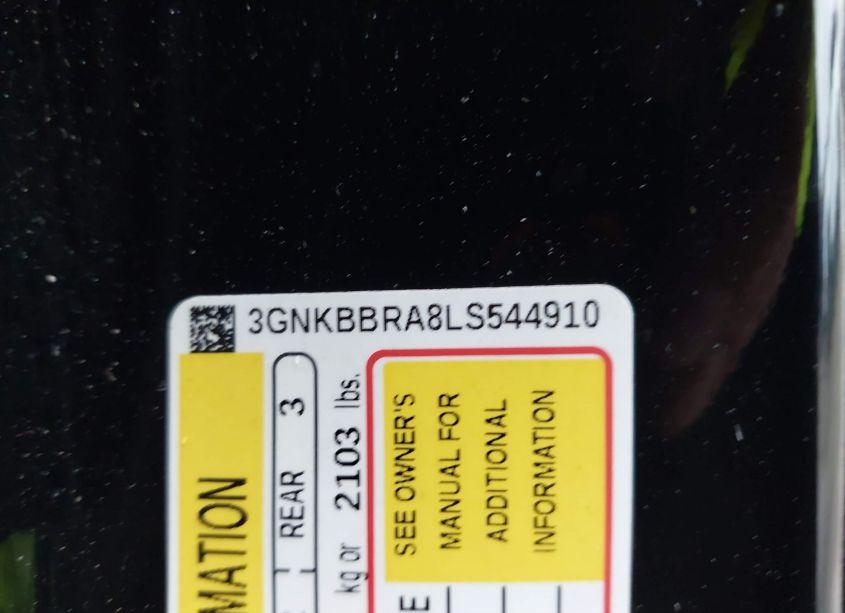 3GNKBBRA8LS544910
MATION
REAR 3
kg or 2103 lbs.
SEE OWNER'S
MANUAL FOR
ADDITIONAL
INFORMATION
E